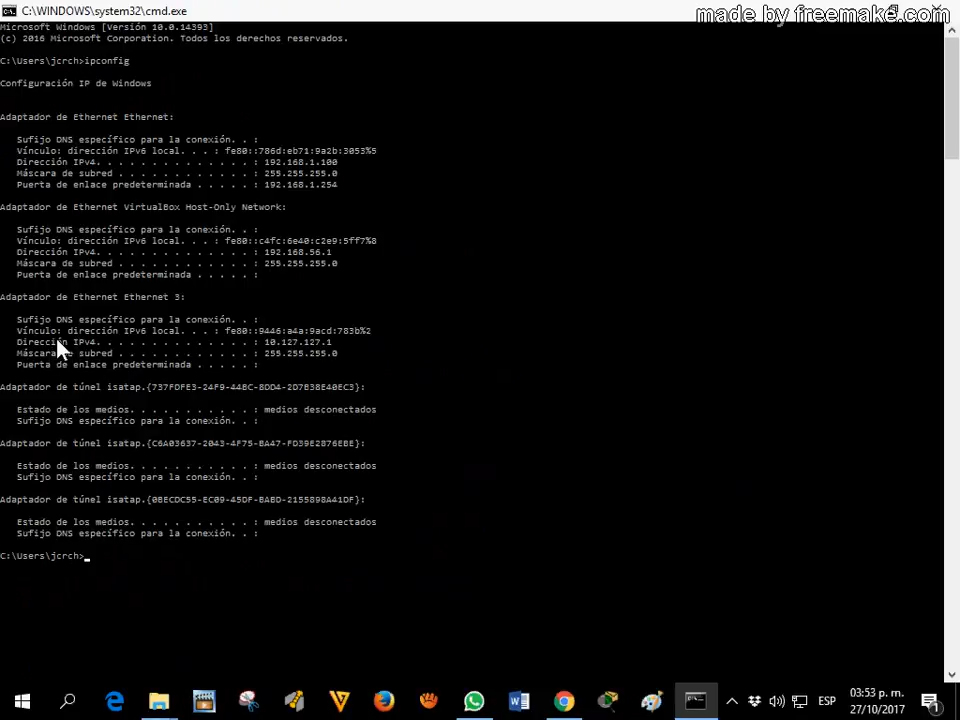 C:\WINDOWS\system32\cmd.exe
made by freemake.com
Microsoft Windows [Versión 10.0.14393]
(c) 2016 Microsoft Corporation. Todos los derechos reservados.
C:\Users\jcrch>ipconfig
Configuración IP de Windows
Adaptador de Ethernet Ethernet:
Sufijo DNS específico para la conexión. . :
Vínculo: dirección IPv6 local. . . : fe80::786d:eb71:9a2b:3053%5
Dirección IPv4. . . . . . . . . . . . . . : 192.168.1.100
Máscara de subred . . . . . . . . . . . . : 255.255.255.0
Puerta de enlace predeterminada . . . . . : 192.168.1.254
Adaptador de Ethernet VirtualBox Host-Only Network:
Sufijo DNS específico para la conexión. . :
Vínculo: dirección IPv6 local. . . : fe80::c4fc:6e40:c2e9:5ff7%8
Dirección IPv4. . . . . . . . . . . . . . : 192.168.56.1
Máscara de subred . . . . . . . . . . . . : 255.255.255.0
Puerta de enlace predeterminada . . . . . :
Adaptador de Ethernet Ethernet 3:
Sufijo DNS específico para la conexión. . :
Vínculo: dirección IPv6 local. . . : fe80::9446:a4a:9acd:783b%2
Dirección IPv4. . . . . . . . . . . . . . : 10.127.127.1
Máscara de subred . . . . . . . . . . . . : 255.255.255.0
Puerta de enlace predeterminada . . . . . :
Adaptador de túnel isatap.{737FDFE3-24F9-448C-8DD4-2D7B38E40EC3}:
Estado de los medios. . . . . . . . . . . : medios desconectados
Sufijo DNS específico para la conexión. . :
Adaptador de túnel isatap.{C6A03637-2043-4F75-BA47-FD39E2876EBE}:
Estado de los medios. . . . . . . . . . . : medios desconectados
Sufijo DNS específico para la conexión. . :
Adaptador de túnel isatap.{08ECDC55-EC09-45DF-BABD-2155898A41DF}:
Estado de los medios. . . . . . . . . . . : medios desconectados
Sufijo DNS específico para la conexión. . :
C:\Users\jcrch>
ESP
03:53 p. m.
27/10/2017
1